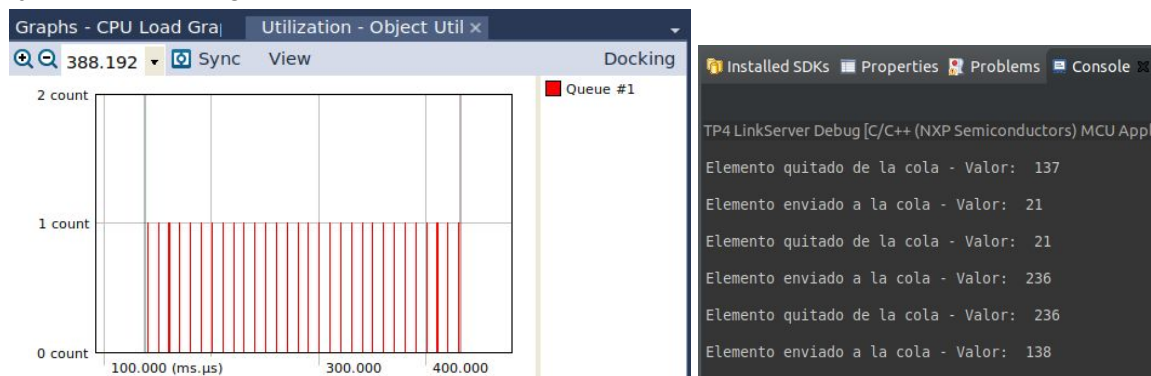 Graphs - CPU Load Gra
Utilization - Object Util ×
388.192
Sync
View
Docking
2 count
1 count
0 count
100.000 (ms.µs)
300.000
400.000
Queue #1
Installed SDKs
Properties
Problems
Console
TP4 LinkServer Debug [C/C++ (NXP Semiconductors) MCU Appl
Elemento quitado de la cola - Valor: 137
Elemento enviado a la cola - Valor: 21
Elemento quitado de la cola - Valor: 21
Elemento enviado a la cola - Valor: 236
Elemento quitado de la cola - Valor: 236
Elemento enviado a la cola - Valor: 138